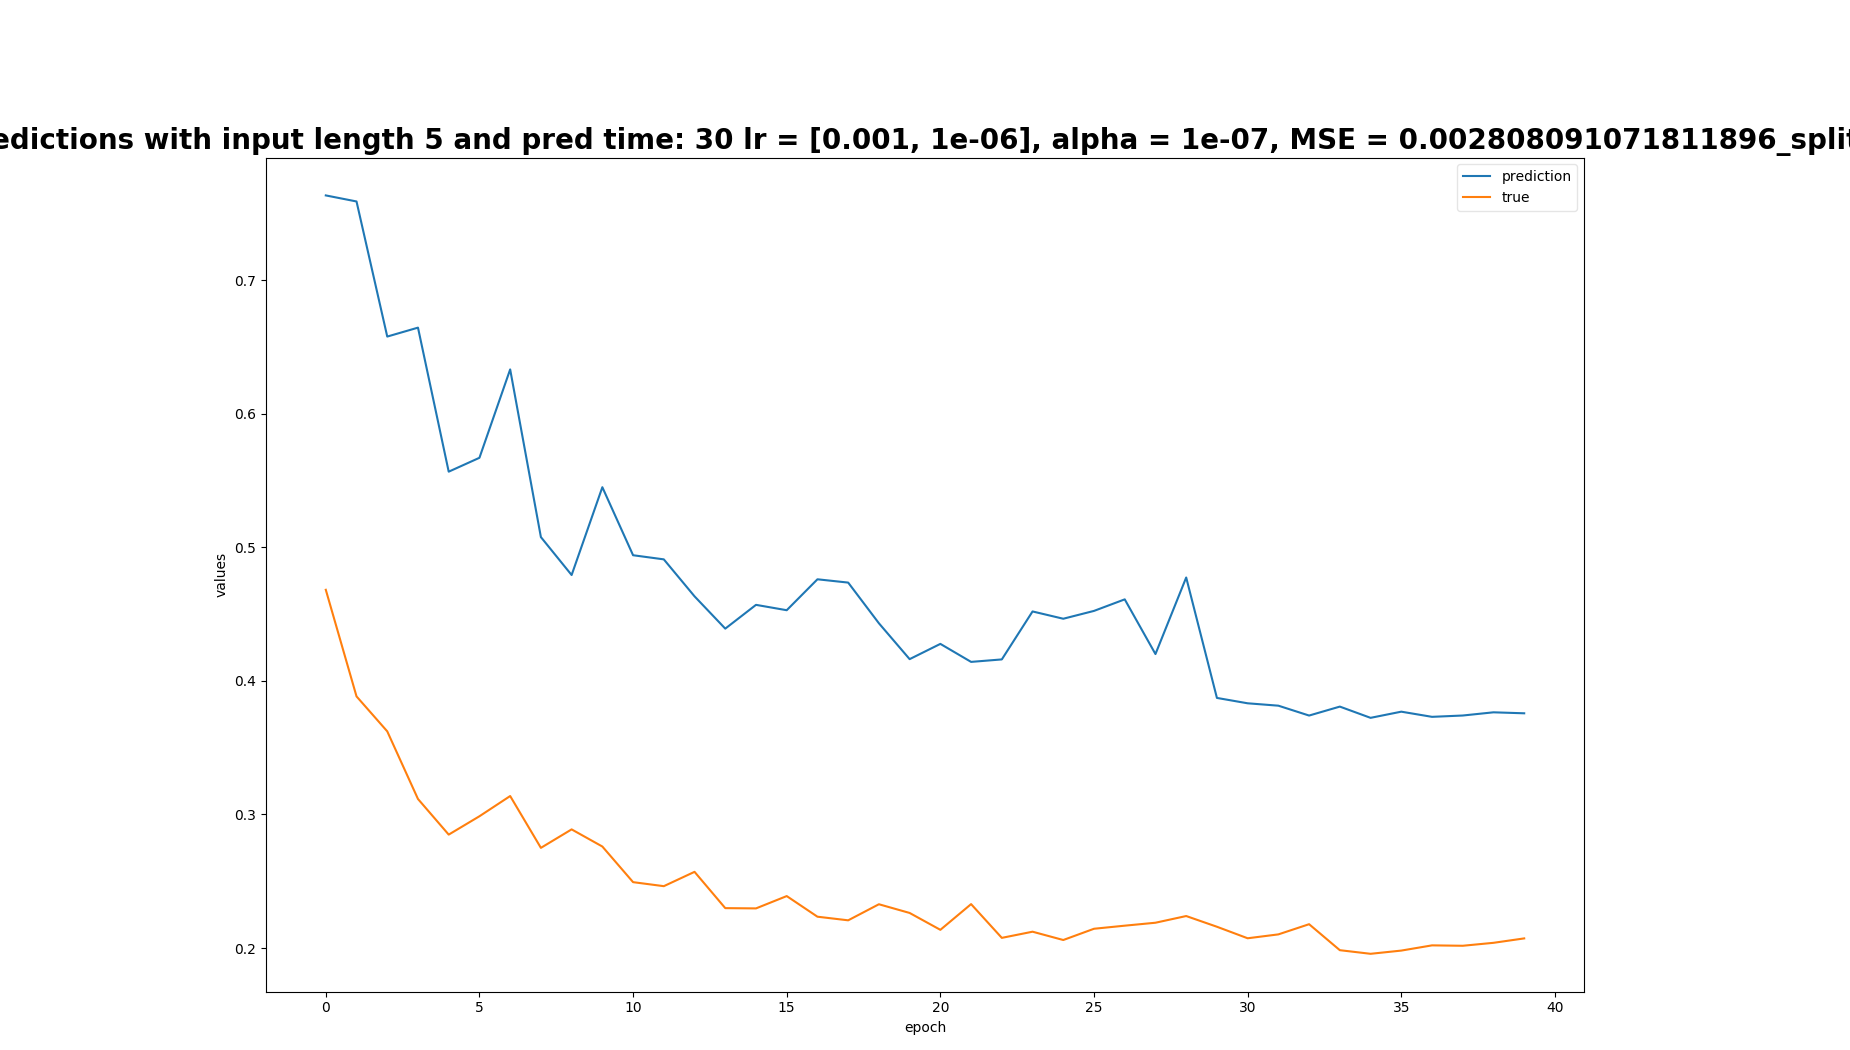 edictions with input length 5 and pred time: 30 lr = [0.001, 1e-06], alpha = 1e-07, MSE = 0.002808091071811896_split
prediction
true
0.7
0.6
0.5
0.4
0.3
0.2
values
0 5 10 15 20 25 30 35 40
epoch